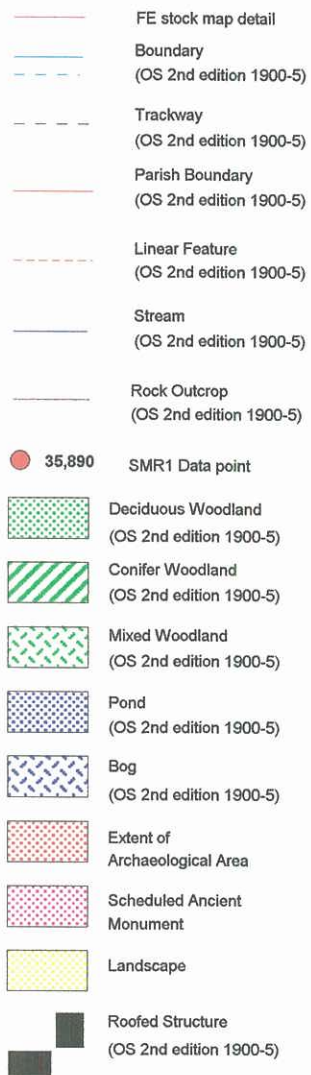 FE stock map detail
Boundary
(OS 2nd edition 1900-5)
Trackway
(OS 2nd edition 1900-5)
Parish Boundary
(OS 2nd edition 1900-5)
Linear Feature
(OS 2nd edition 1900-5)
Stream
(OS 2nd edition 1900-5)
Rock Outcrop
(OS 2nd edition 1900-5)
35,890 SMR1 Data point
Deciduous Woodland
(OS 2nd edition 1900-5)
Conifer Woodland
(OS 2nd edition 1900-5)
Mixed Woodland
(OS 2nd edition 1900-5)
Pond
(OS 2nd edition 1900-5)
Bog
(OS 2nd edition 1900-5)
Extent of
Archaeological Area
Scheduled Ancient
Monument
Landscape
Roofed Structure
(OS 2nd edition 1900-5)